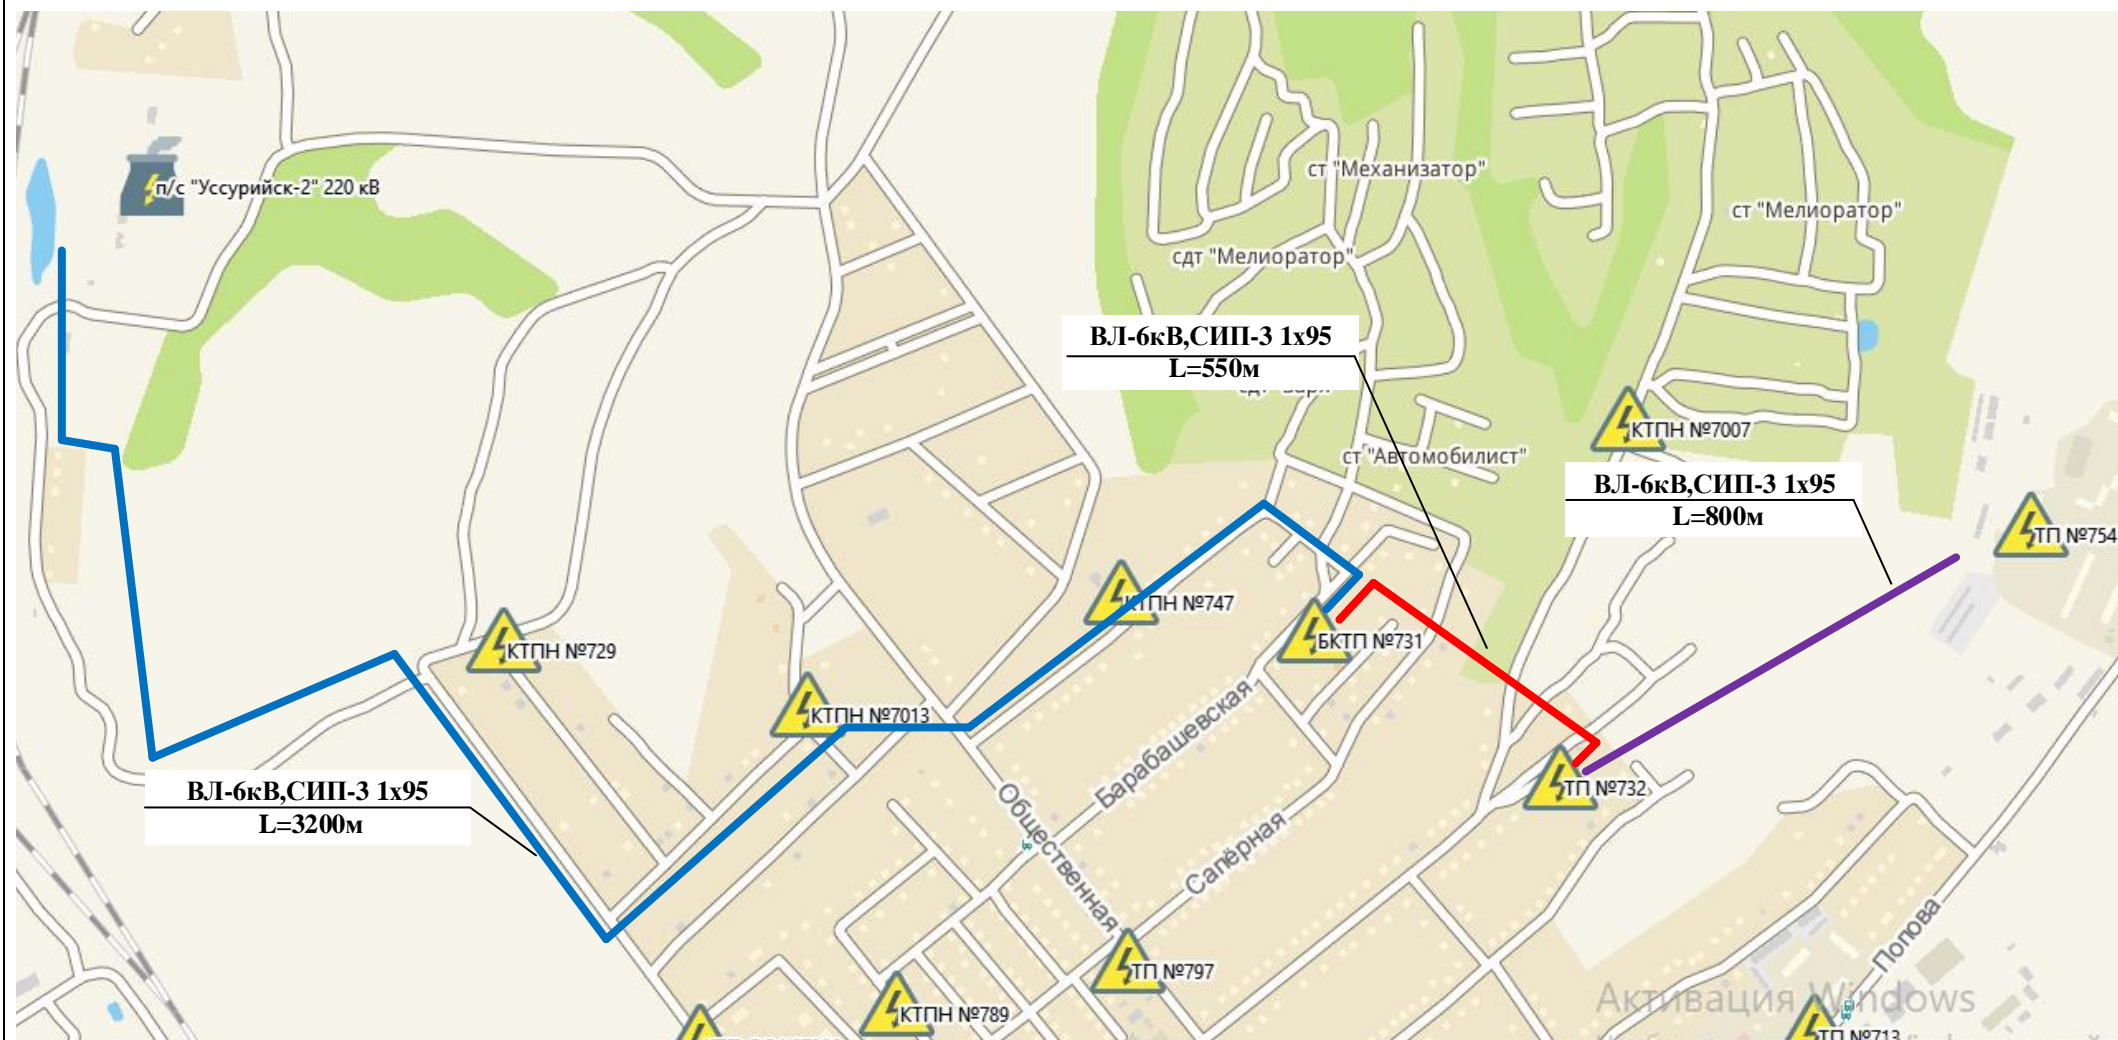 п/с "Уссурийск-2" 220 кВ
ст "Механизатор"
ст "Мелиоратор"
сдт "Мелиоратор"
ВЛ-6кВ,СИП-3 1х95
L=550м
КТПН №7007
ст "Автомобилист"
ВЛ-6кВ,СИП-3 1х95
L=800м
ТП №754
КТПН №747
БКТП №731
КТПН №729
КТПН №7013
Барабашевская
ТП №732
ВЛ-6кВ,СИП-3 1х95
L=3200м
Общественная
Сапёрная
Попова
ТП №797
КТПН №789
Активация Windows
ТП №713